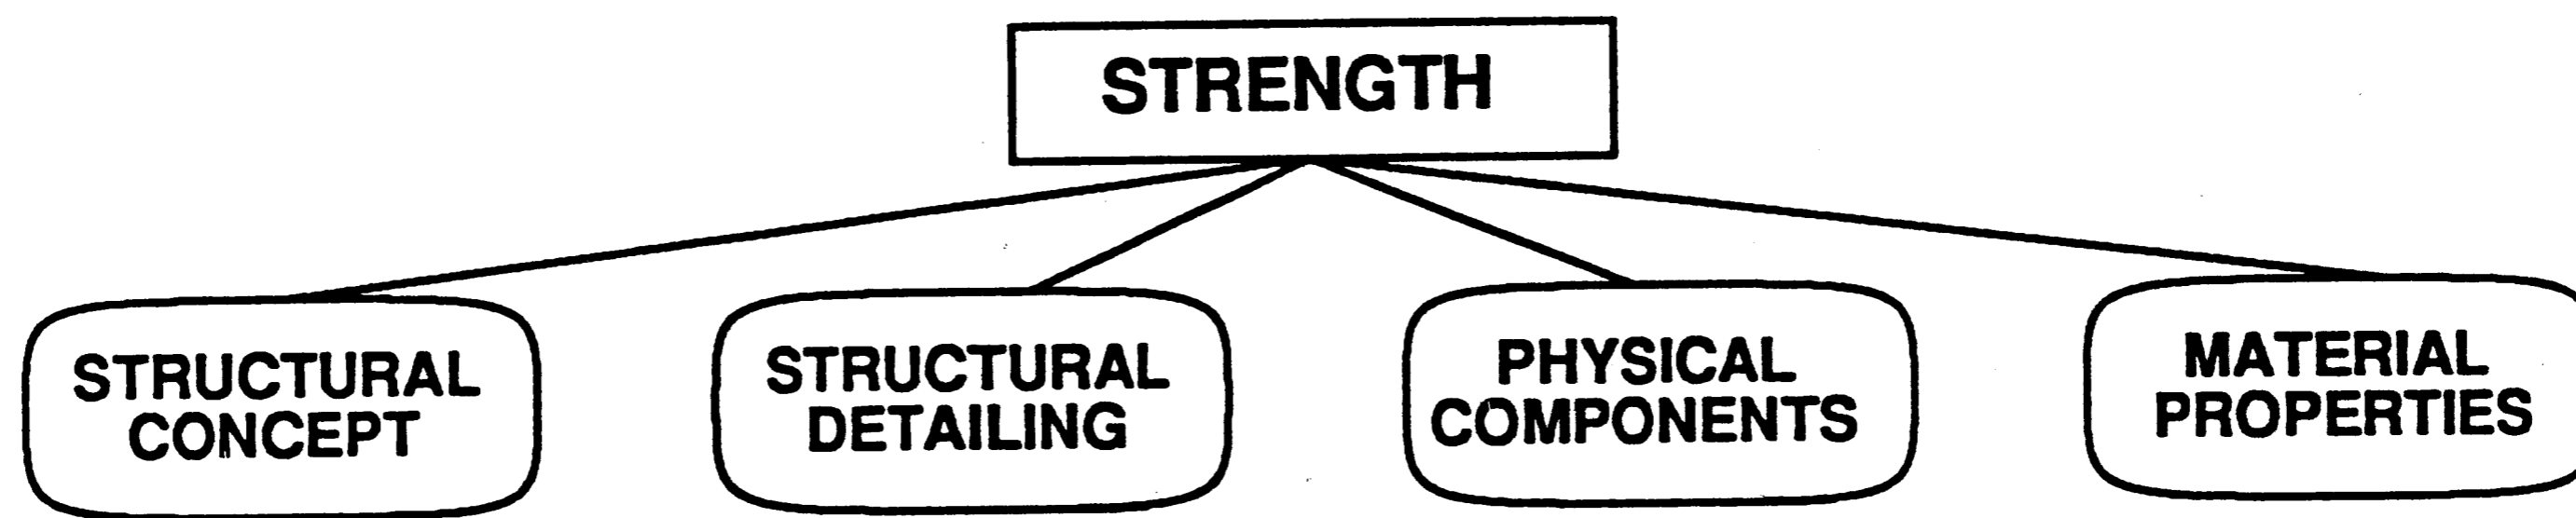 STRENGTH
STRUCTURAL
CONCEPT
STRUCTURAL
DETAILING
PHYSICAL
COMPONENTS
MATERIAL
PROPERTIES